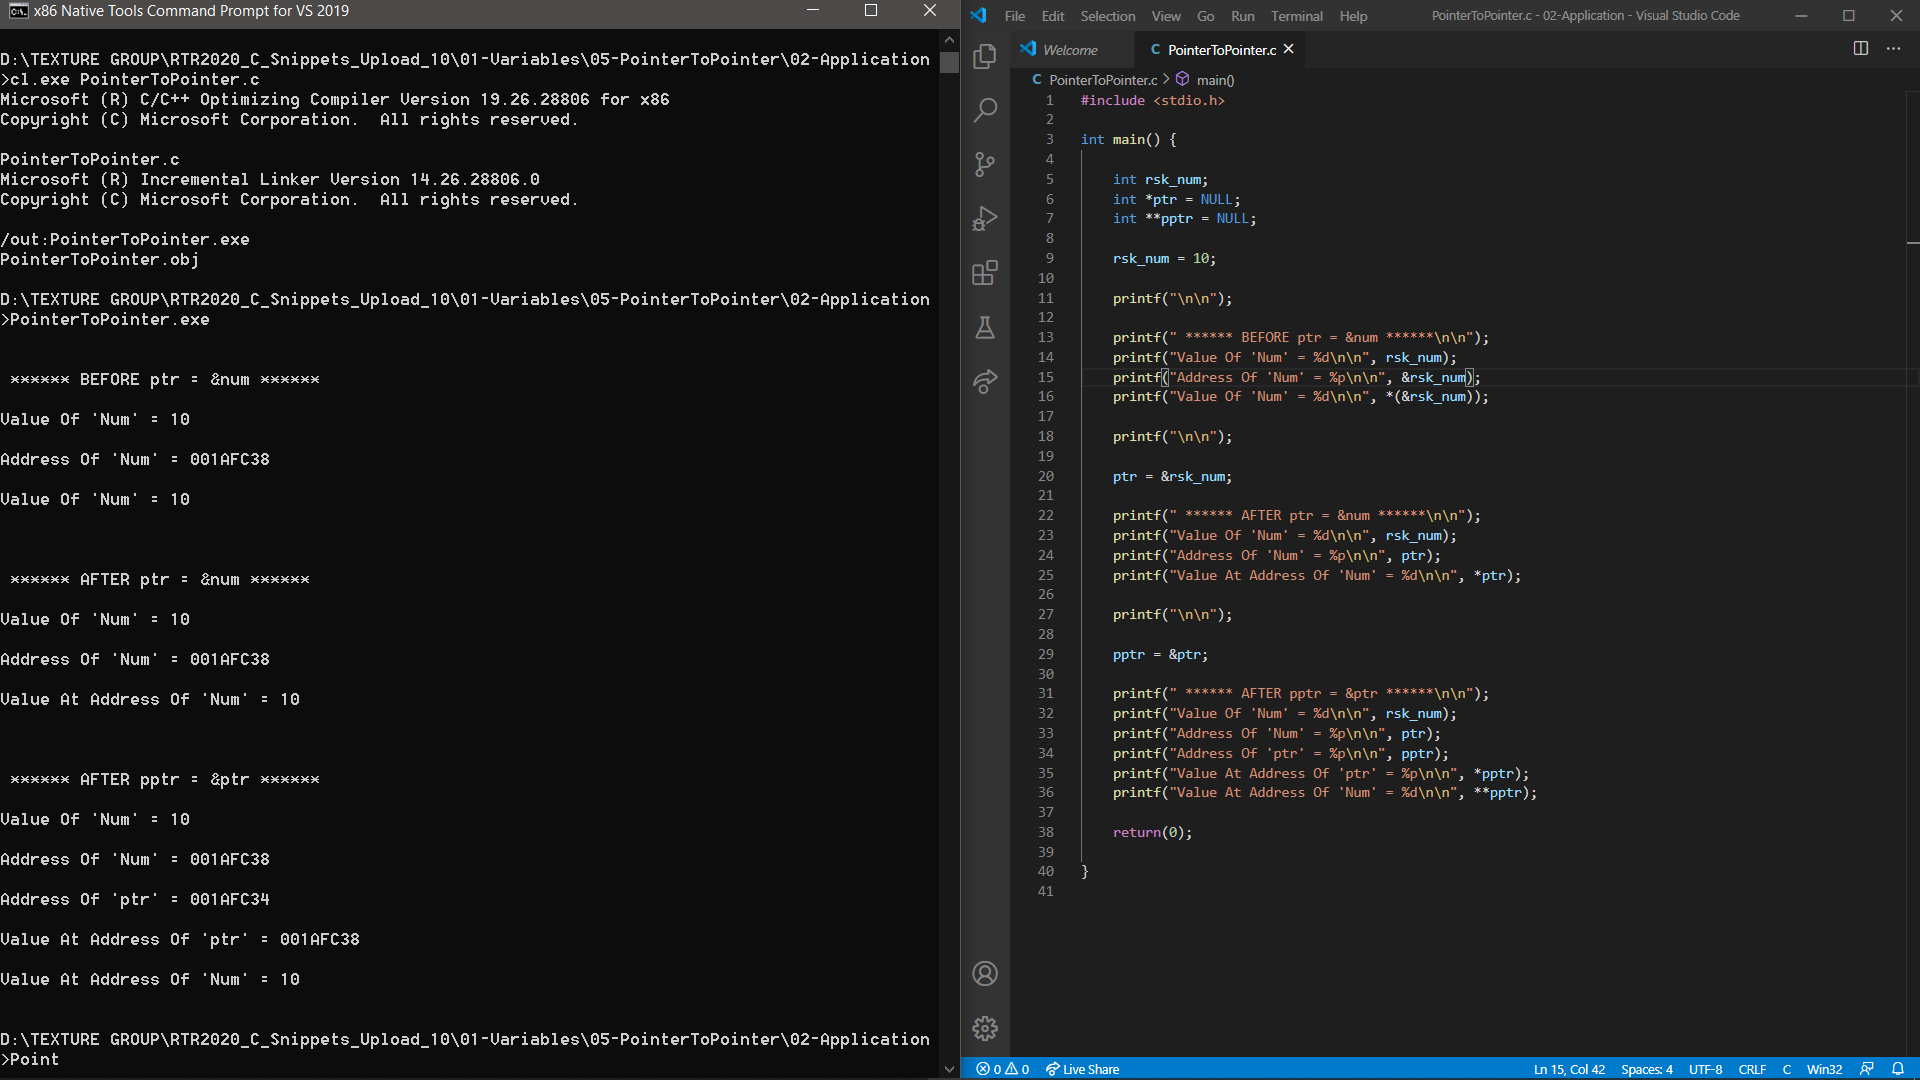 x86 Native Tools Command Prompt for VS 2019
D:\TEXTURE GROUP\RTR2020_C_Snippets_Upload_10\01-Variables\05-PointerToPointer\02-Application
>cl.exe PointerToPointer.c
Microsoft (R) C/C++ Optimizing Compiler Version 19.26.28806 for x86
Copyright (C) Microsoft Corporation.  All rights reserved.
PointerToPointer.c
Microsoft (R) Incremental Linker Version 14.26.28806.0
Copyright (C) Microsoft Corporation.  All rights reserved.
/out:PointerToPointer.exe
PointerToPointer.obj
D:\TEXTURE GROUP\RTR2020_C_Snippets_Upload_10\01-Variables\05-PointerToPointer\02-Application
>PointerToPointer.exe
 ****** BEFORE ptr = &num ******
Value Of 'Num' = 10
Address Of 'Num' = 001AFC38
Value Of 'Num' = 10
 ****** AFTER ptr = &num ******
Value Of 'Num' = 10
Address Of 'Num' = 001AFC38
Value At Address Of 'Num' = 10
 ****** AFTER pptr = &ptr ******
Value Of 'Num' = 10
Address Of 'Num' = 001AFC38
Address Of 'ptr' = 001AFC34
Value At Address Of 'ptr' = 001AFC38
Value At Address Of 'Num' = 10
D:\TEXTURE GROUP\RTR2020_C_Snippets_Upload_10\01-Variables\05-PointerToPointer\02-Application
>Point
File Edit Selection View Go Run Terminal Help PointerToPointer.c - 02-Application - Visual Studio Code
Welcome C PointerToPointer.c
C PointerToPointer.c > main()
1 #include <stdio.h>
2
3 int main() {
4
5     int rsk_num;
6     int *ptr = NULL;
7     int **pptr = NULL;
8
9     rsk_num = 10;
10
11     printf("\n\n");
12
13     printf(" ****** BEFORE ptr = &num ******\n\n");
14     printf("Value Of 'Num' = %d\n\n", rsk_num);
15     printf("Address Of 'Num' = %p\n\n", &rsk_num);
16     printf("Value Of 'Num' = %d\n\n", *(&rsk_num));
17
18     printf("\n\n");
19
20     ptr = &rsk_num;
21
22     printf(" ****** AFTER ptr = &num ******\n\n");
23     printf("Value Of 'Num' = %d\n\n", rsk_num);
24     printf("Address Of 'Num' = %p\n\n", ptr);
25     printf("Value At Address Of 'Num' = %d\n\n", *ptr);
26
27     printf("\n\n");
28
29     pptr = &ptr;
30
31     printf(" ****** AFTER pptr = &ptr ******\n\n");
32     printf("Value Of 'Num' = %d\n\n", rsk_num);
33     printf("Address Of 'Num' = %p\n\n", ptr);
34     printf("Address Of 'ptr' = %p\n\n", pptr);
35     printf("Value At Address Of 'ptr' = %p\n\n", *pptr);
36     printf("Value At Address Of 'Num' = %d\n\n", **pptr);
37
38     return(0);
39
40 }
41
0 0 Live Share Ln 15, Col 42 Spaces: 4 UTF-8 CRLF C Win32